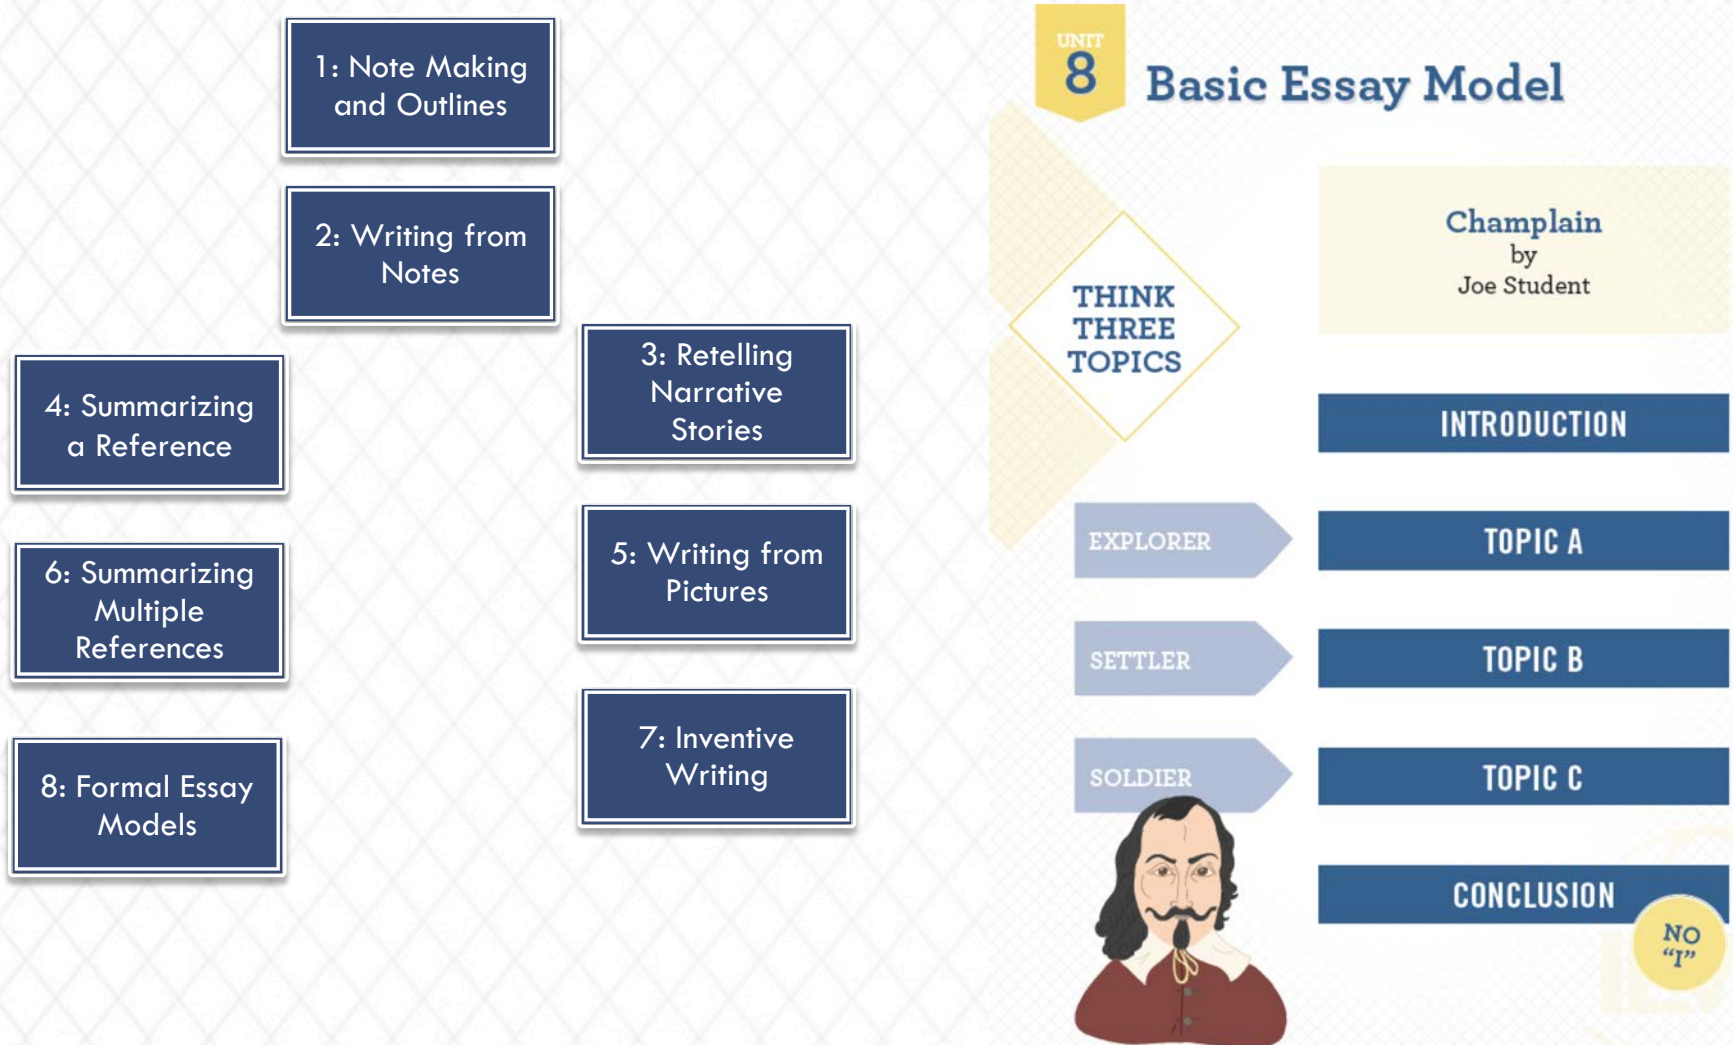 1: Note Making
and Outlines
2: Writing from
Notes
3: Retelling
Narrative
Stories
4: Summarizing
a Reference
5: Writing from
Pictures
6: Summarizing
Multiple
References
7: Inventive
Writing
8: Formal Essay
Models
UNIT
8
Basic Essay Model
THINK
THREE
TOPICS
Champlain
by
Joe Student
INTRODUCTION
EXPLORER
TOPIC A
SETTLER
TOPIC B
SOLDIER
TOPIC C
CONCLUSION
NO
“I”